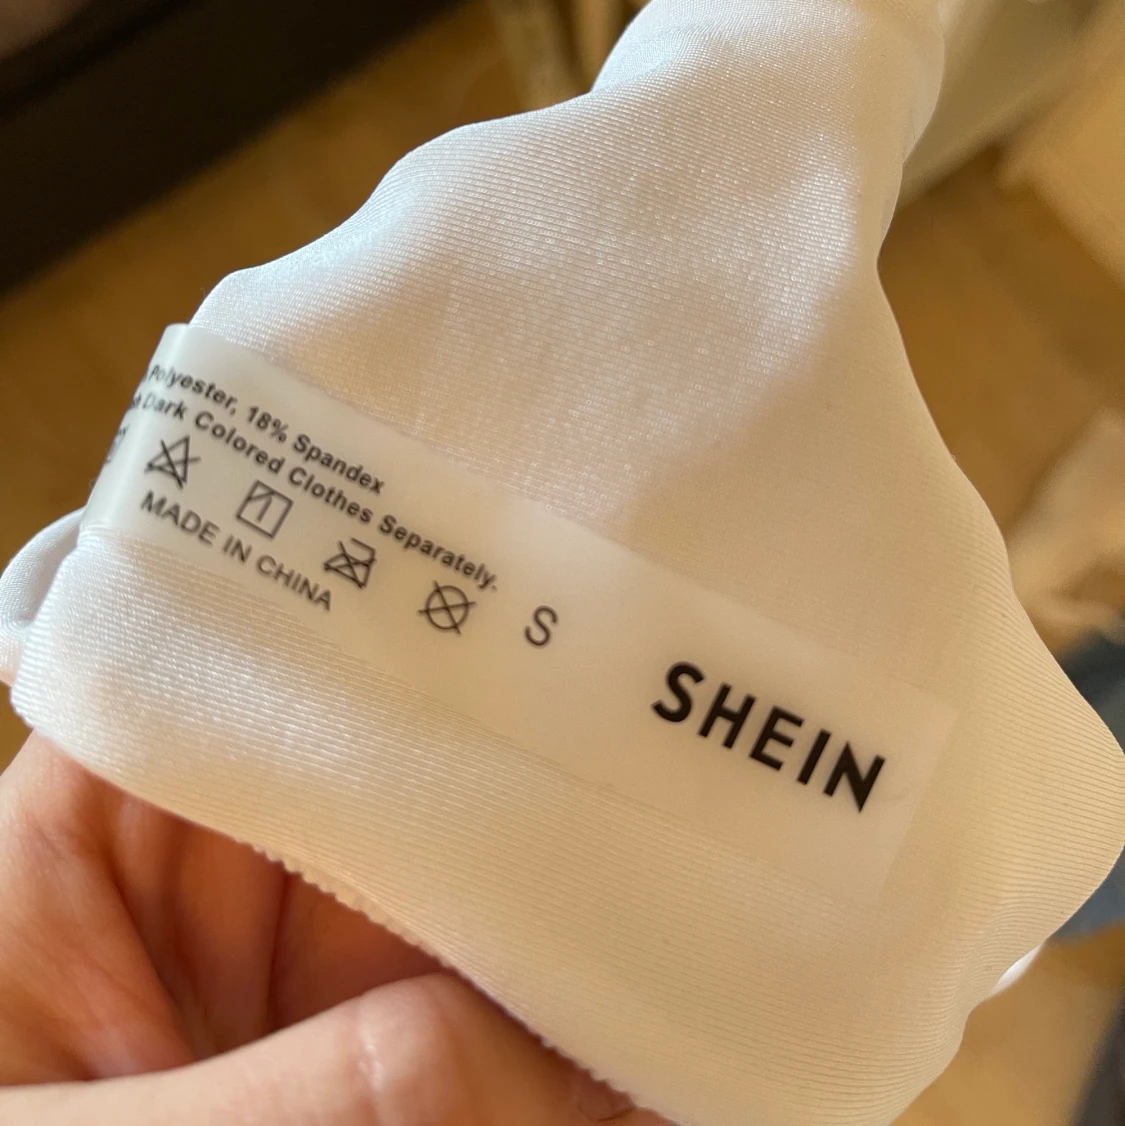 Polyester, 18% Spandex
Dark Colored Clothes Separately.
MADE IN CHINA
S
SHEIN